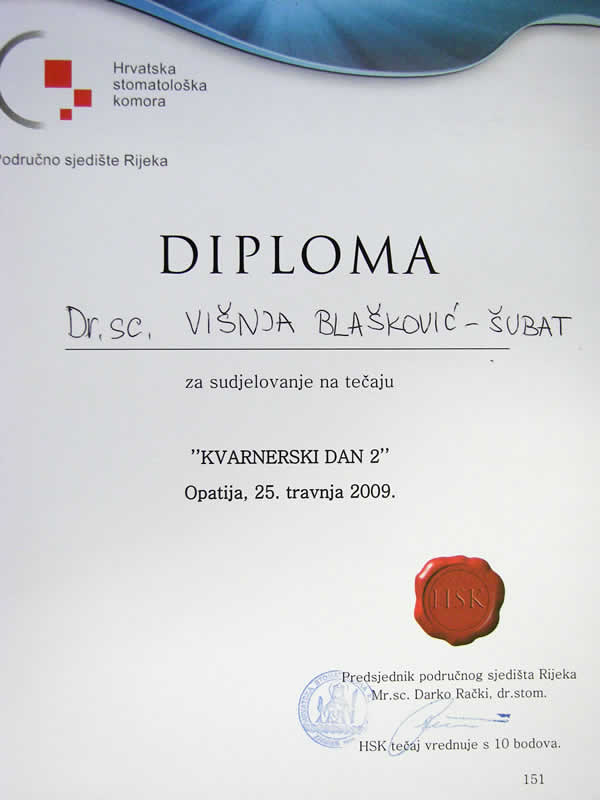 Hrvatska
stomatološka
komora
Područno sjedište Rijeka
DIPLOMA
Dr.sc. VIŠNJA BLAŠKOVIĆ - ŠUBAT
za sudjelovanje na tečaju
”KVARNERSKI DAN 2”
Opatija, 25. travnja 2009.
HSK
Predsjednik područnog sjedišta Rijeka
Mr.sc. Darko Rački, dr.stom.
HSK tečaj vrednuje s 10 bodova.
151